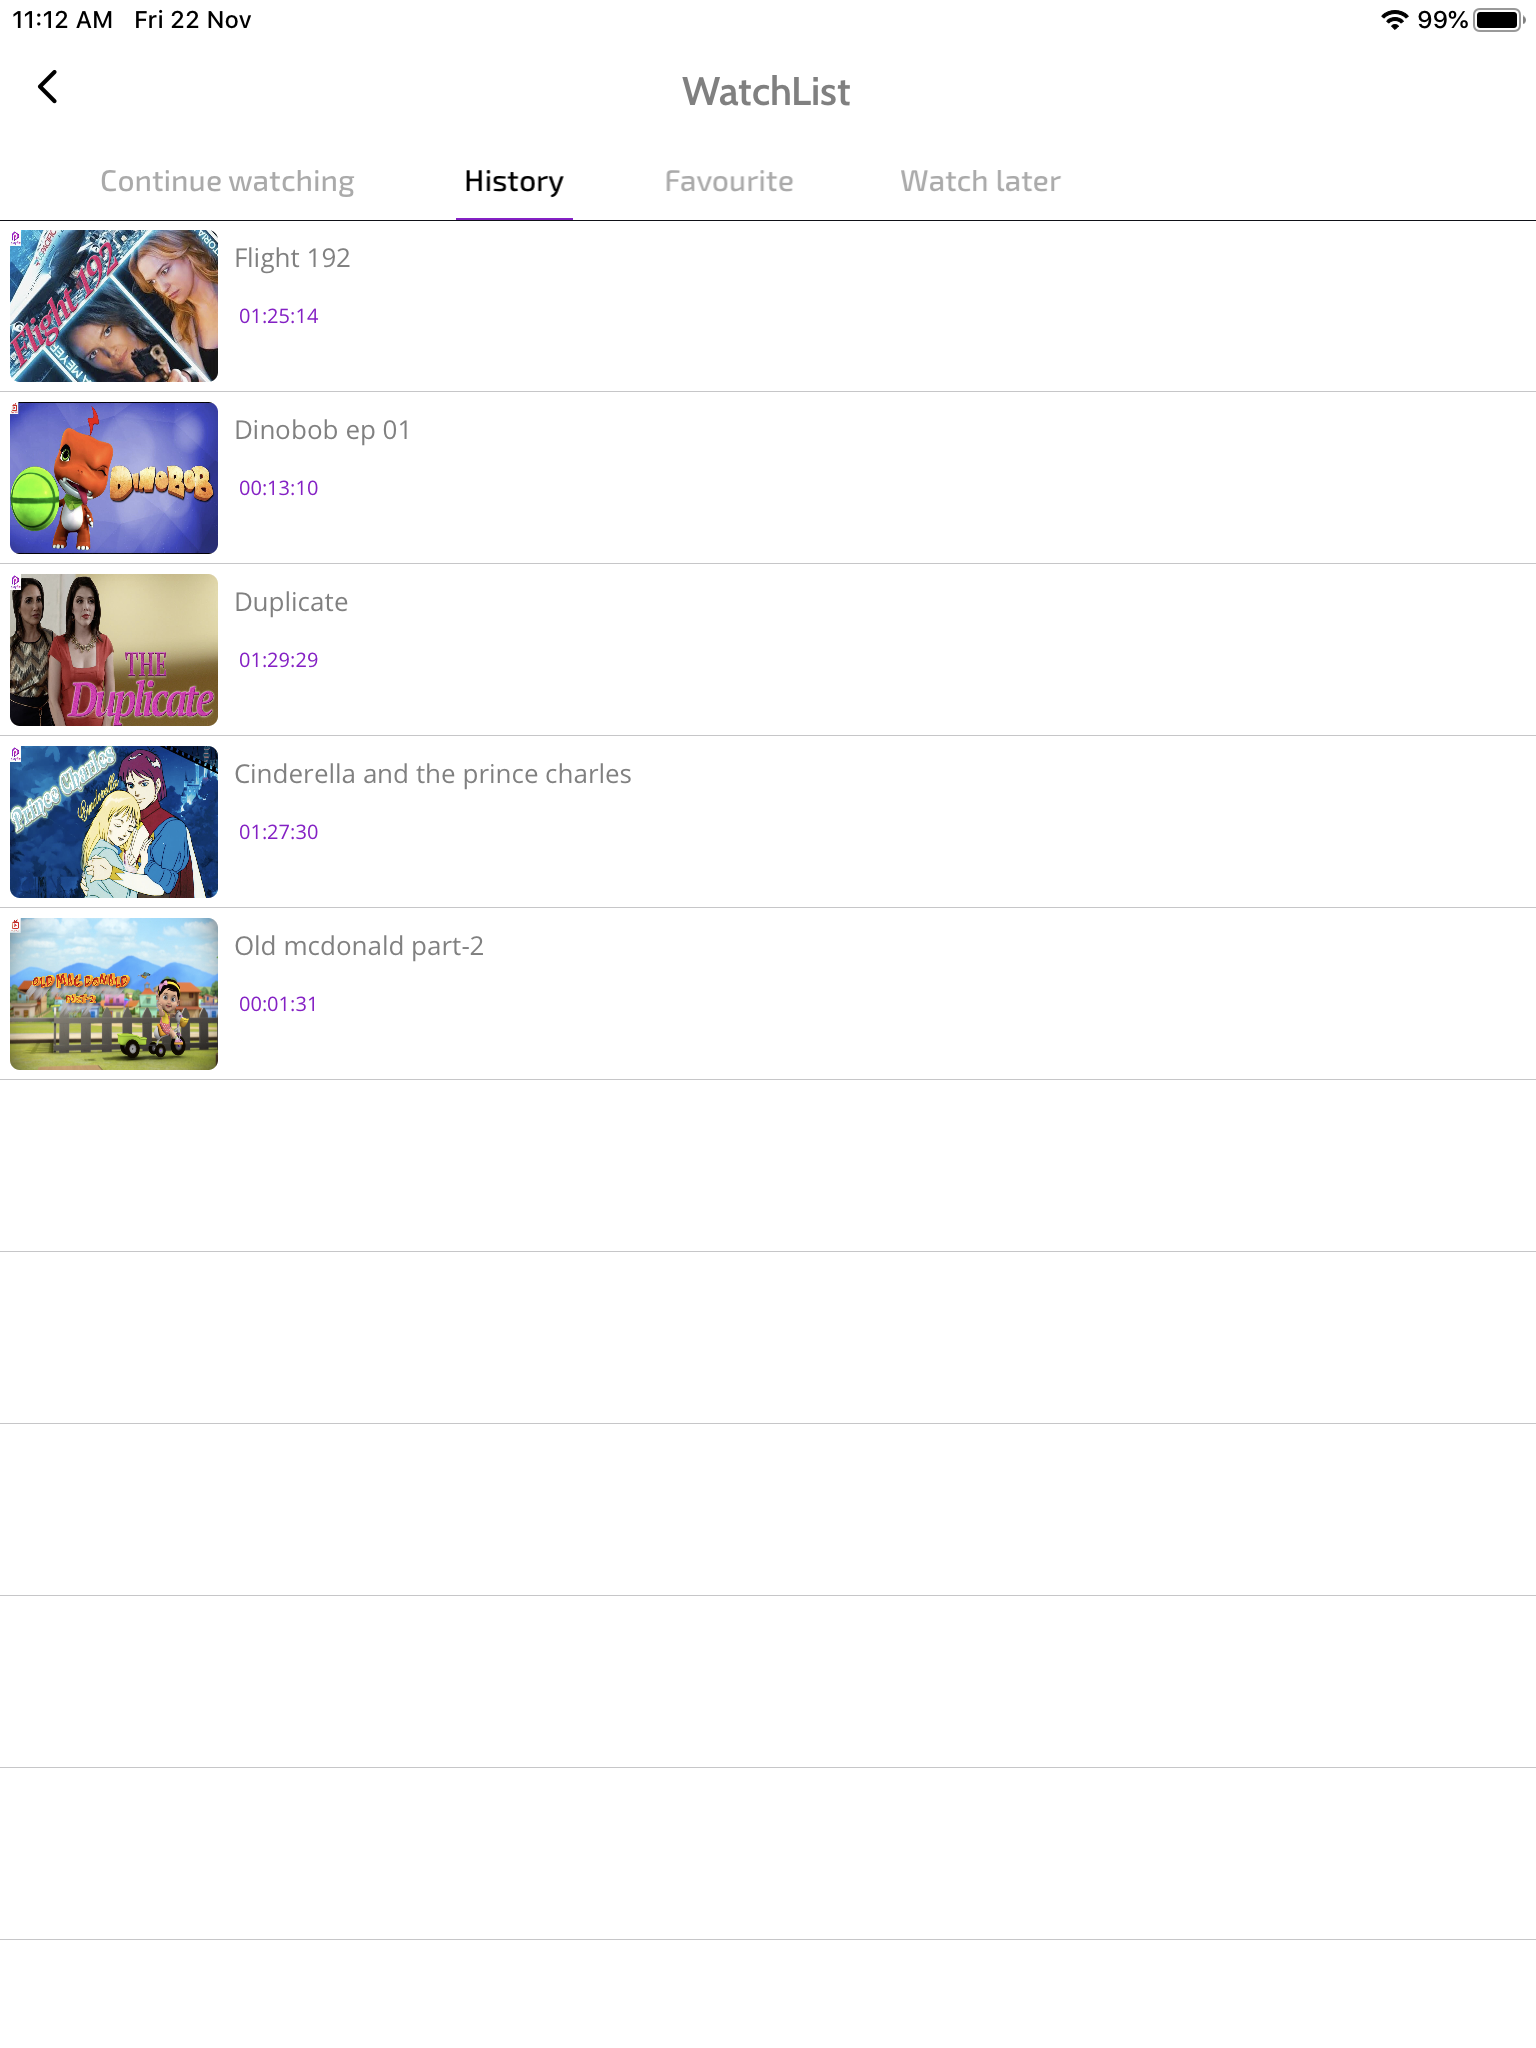 11:12 AM Fri 22 Nov 99%
WatchList
Continue watching History Favourite Watch later
Flight 192
Flight 192
01:25:14
Dinobob ep 01
DINOBOB
00:13:10
Duplicate
THE
Duplicate
01:29:29
Cinderella and the prince charles
Prince Charles
Cinderella
01:27:30
Old mcdonald part-2
OLD MAC DONALD
PART 2
00:01:31